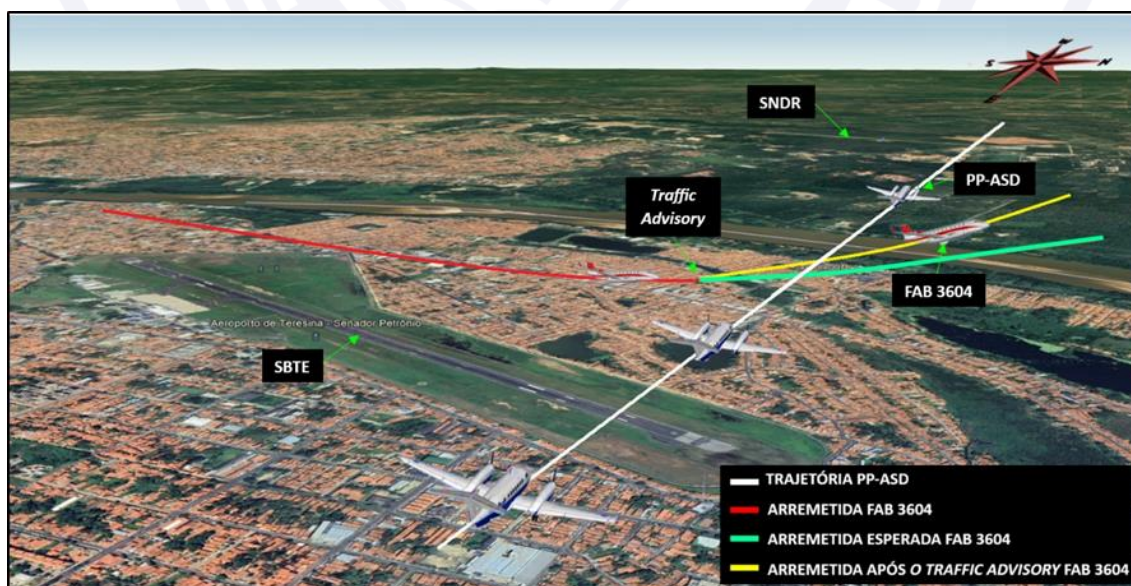 N
S
SNDR
PP-ASD
Traffic
Advisory
FAB 3604
Aeroporto de Teresina - Senador Petrônio
SBTE
TRAJETÓRIA PP-ASD
ARREMETIDA FAB 3604
ARREMETIDA ESPERADA FAB 3604
ARREMETIDA APÓS O TRAFFIC ADVISORY FAB 3604